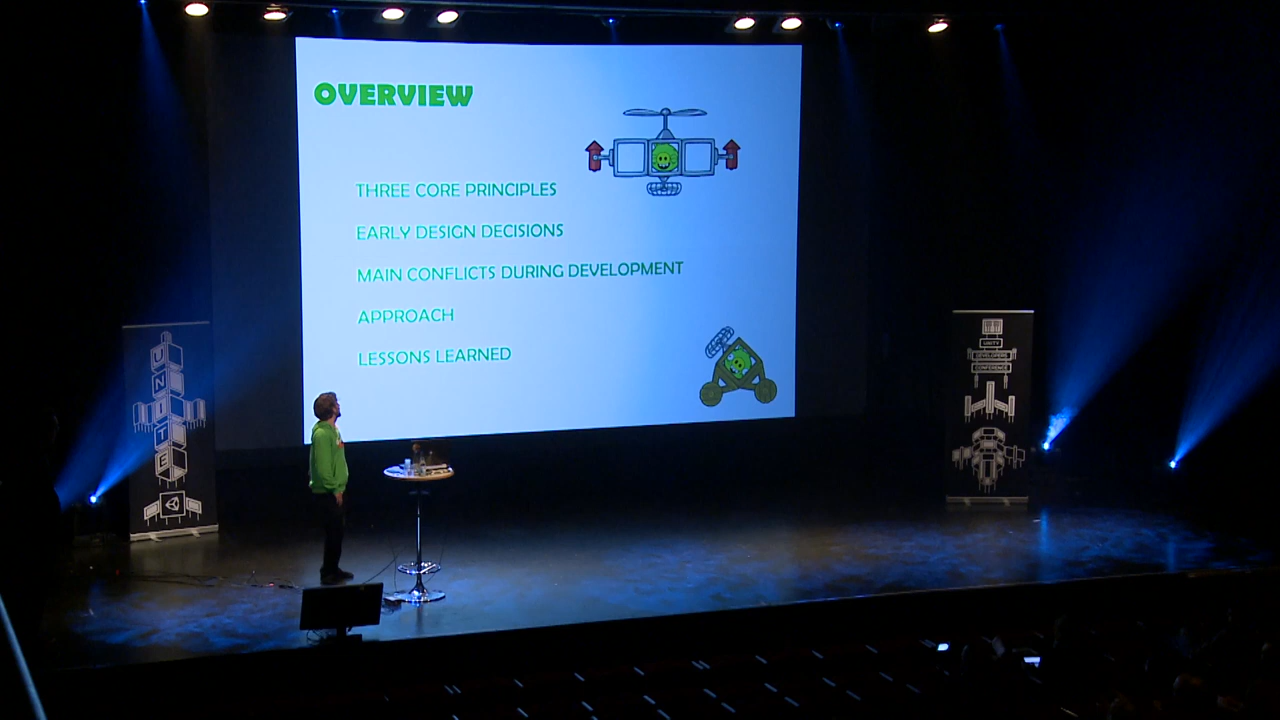 OVERVIEW
THREE CORE PRINCIPLES
EARLY DESIGN DECISIONS
MAIN CONFLICTS DURING DEVELOPMENT
APPROACH
LESSONS LEARNED
UNITE
UNITY
DEVELOPERS
CONFERENCE